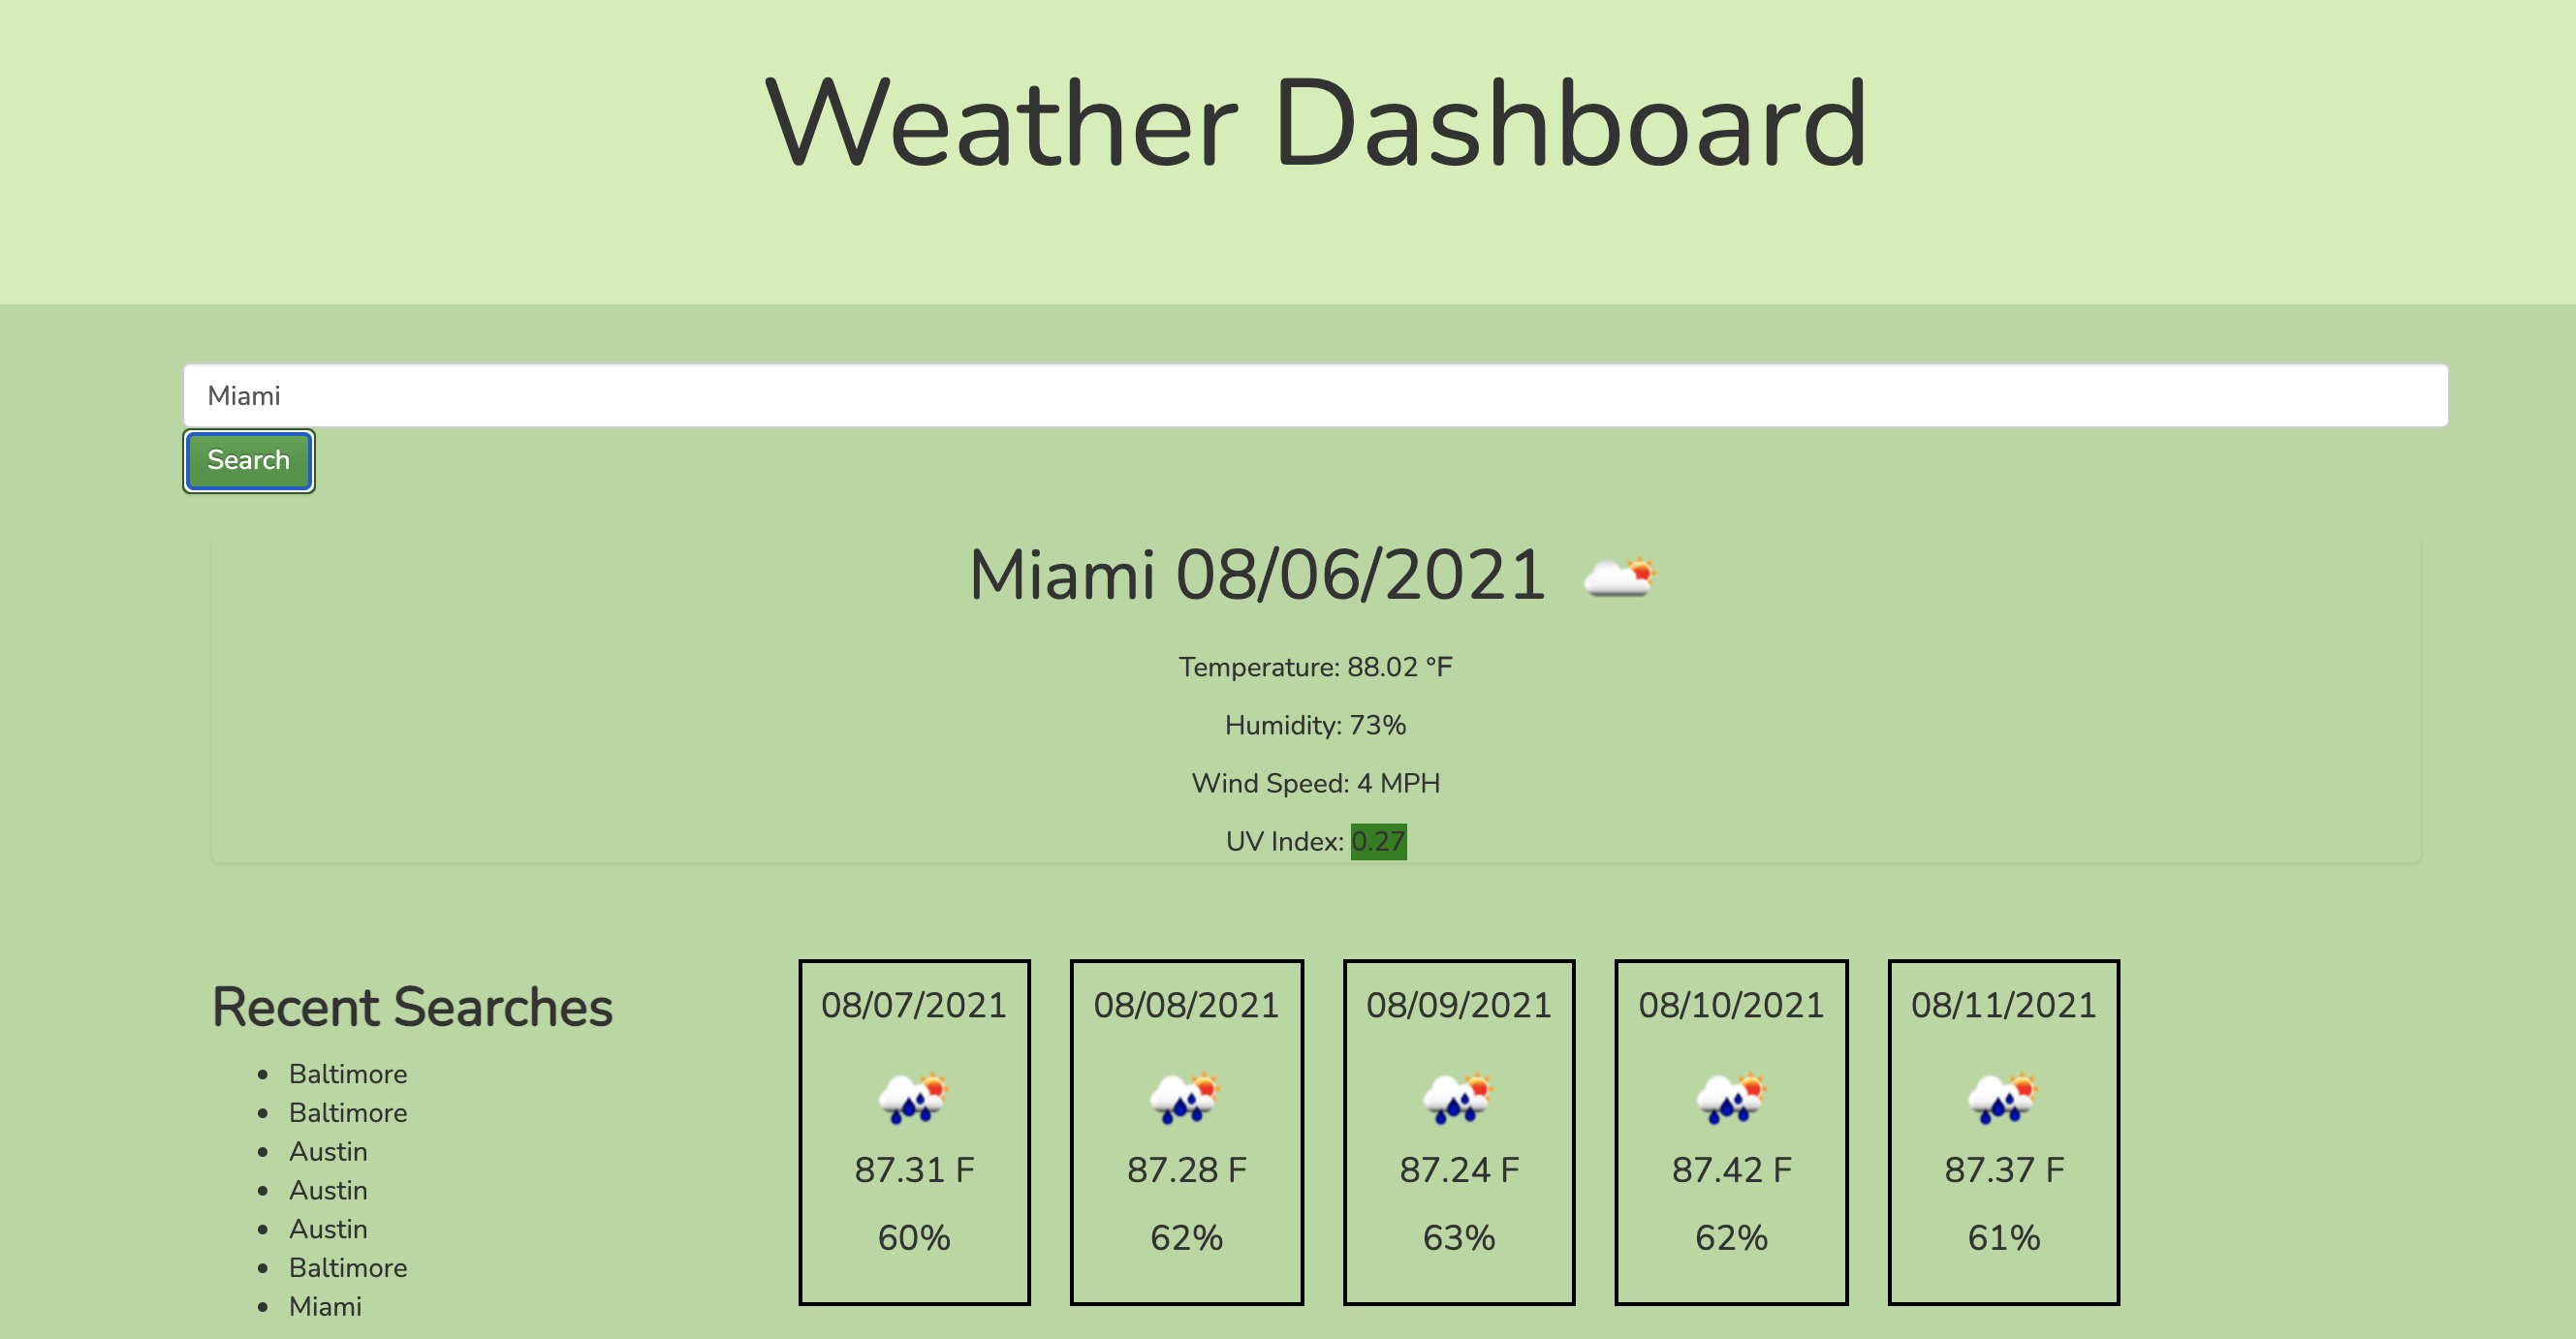 Weather Dashboard
Miami
Search
Miami 08/06/2021
Temperature: 88.02 °F
Humidity: 73%
Wind Speed: 4 MPH
UV Index: 0.27
Recent Searches
Baltimore
Baltimore
Austin
Austin
Austin
Baltimore
Miami
08/07/2021
87.31 F
60%
08/08/2021
87.28 F
62%
08/09/2021
87.24 F
63%
08/10/2021
87.42 F
62%
08/11/2021
87.37 F
61%